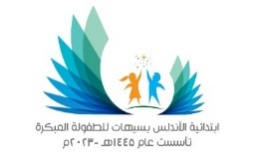 ابتدائية الأندلس بسيهات للطفولة المبكرة
تأسست عام ١٤٤٥هـ -٢٠٢٣م